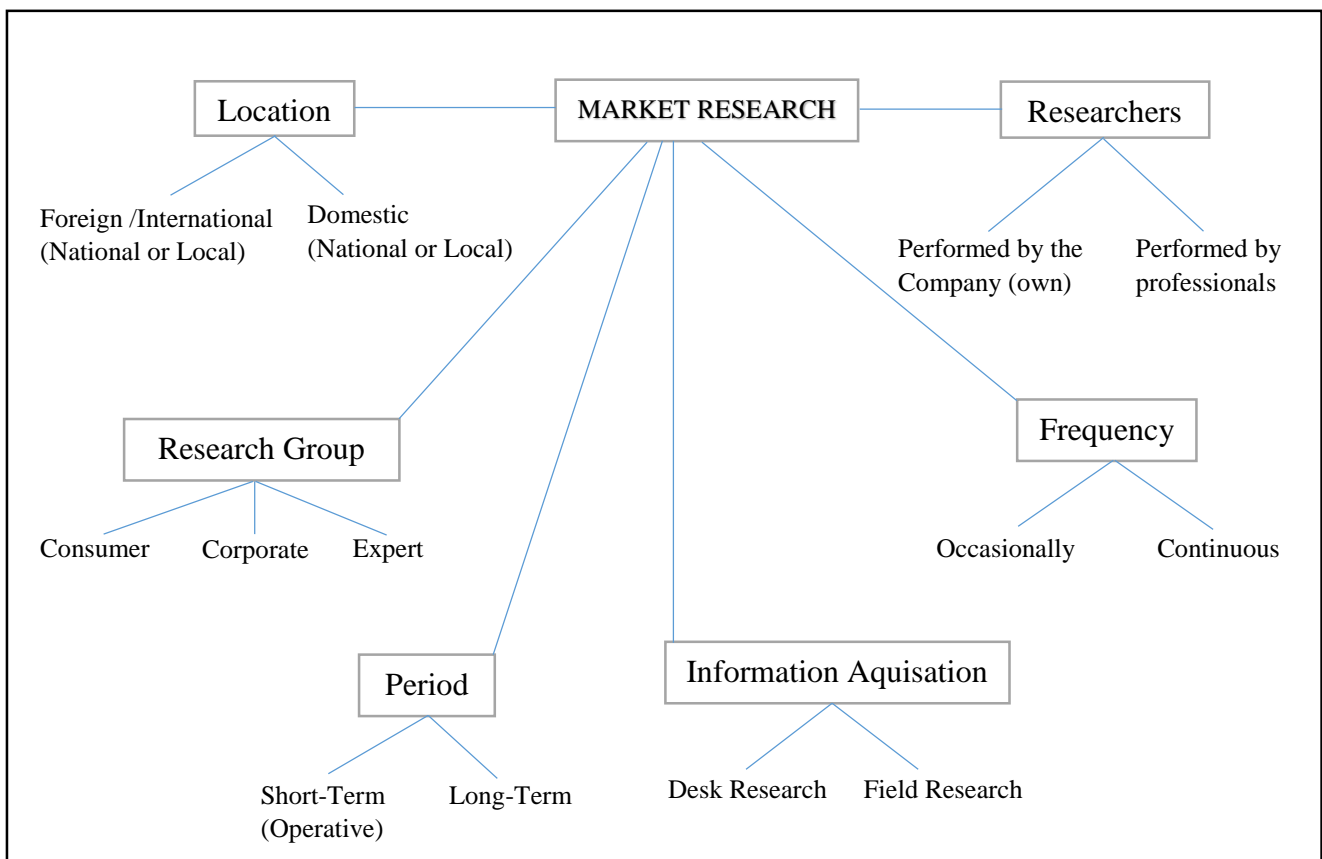 MARKET RESEARCH
Location
Foreign /International
(National or Local)
Domestic
(National or Local)
Researchers
Performed by the
Company (own)
Performed by
professionals
Research Group
Consumer
Corporate
Expert
Frequency
Occasionally
Continuous
Period
Short-Term
(Operative)
Long-Term
Information Aquisation
Desk Research
Field Research